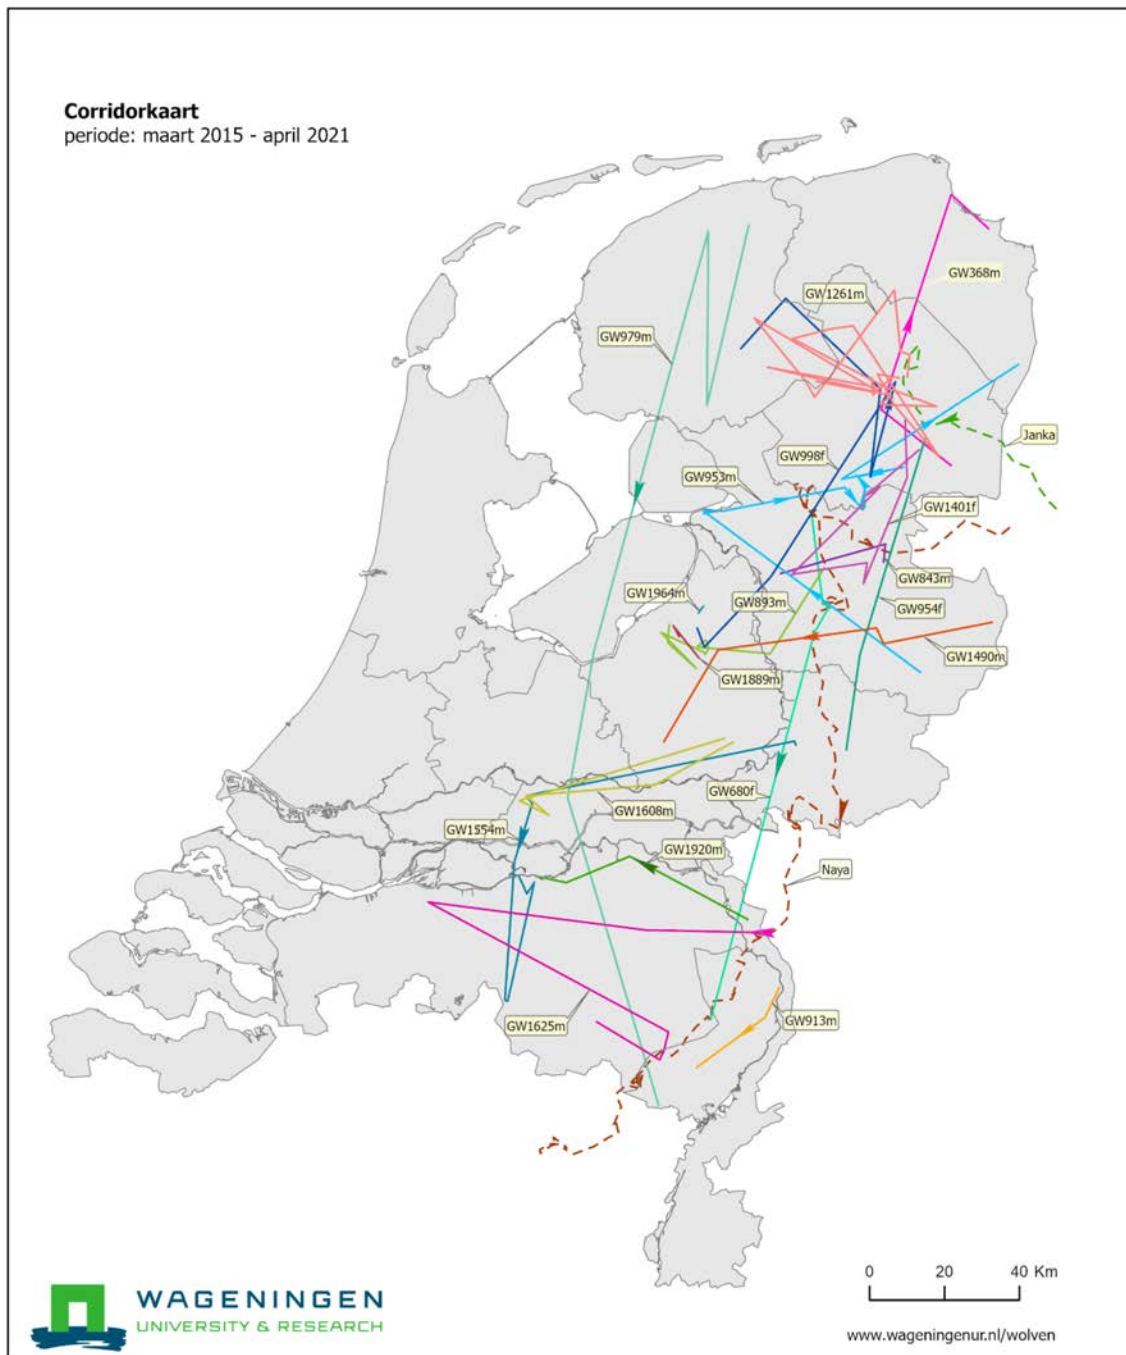 Corridorkaart
periode: maart 2015 - april 2021
GW368m
GW1261m
GW979m
Janka
GW998f
GW953m
GW1401f
GW843m
GW1964m
GW893m
GW954f
GW1490m
GW1889m
GW680f
GW1608m
GW1554m
GW1920m
Naya
GW1625m
GW913m
0 20 40 Km
WAGENINGEN
UNIVERSITY & RESEARCH
www.wageningenur.nl/wolven